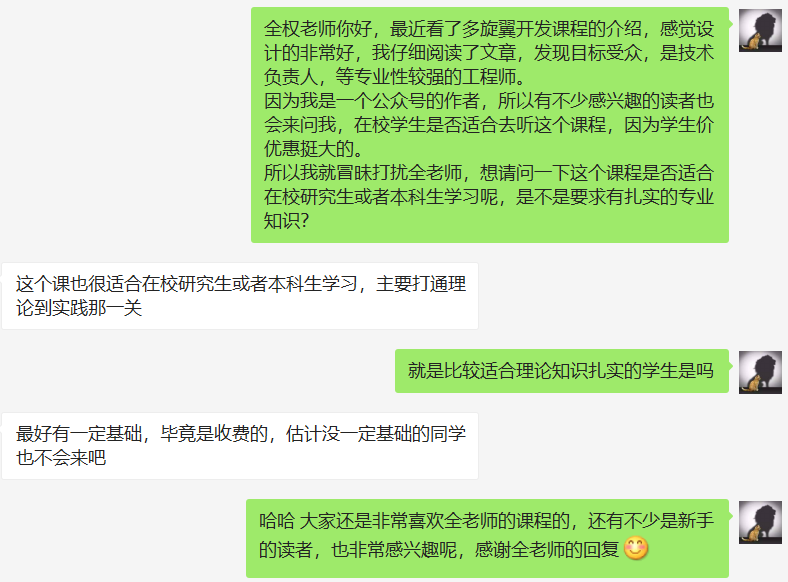 全权老师你好，最近看了多旋翼开发课程的介绍，感觉设
计的非常好，我仔细阅读了文章，发现目标受众，是技术
负责人，等专业性较强的工程师。
因为我是一个公众号的作者，所以有不少感兴趣的读者也
会来问我，在校学生是否适合去听这个课程，因为学生价
优惠挺大的。
所以我就冒昧打扰全老师，想请问一下这个课程是否适合
在校研究生或者本科生学习呢，是不是要求有扎实的专业
知识？
这个课也很适合在校研究生或者本科生学习，主要打通理
论到实践那一关
就是比较适合理论知识扎实的学生是吗
最好有一定基础，毕竟是收费的，估计没一定基础的同学
也不会来吧
哈哈 大家还是非常喜欢全老师的课程的，还有不少是新手
的读者，也非常感兴趣呢，感谢全老师的回复